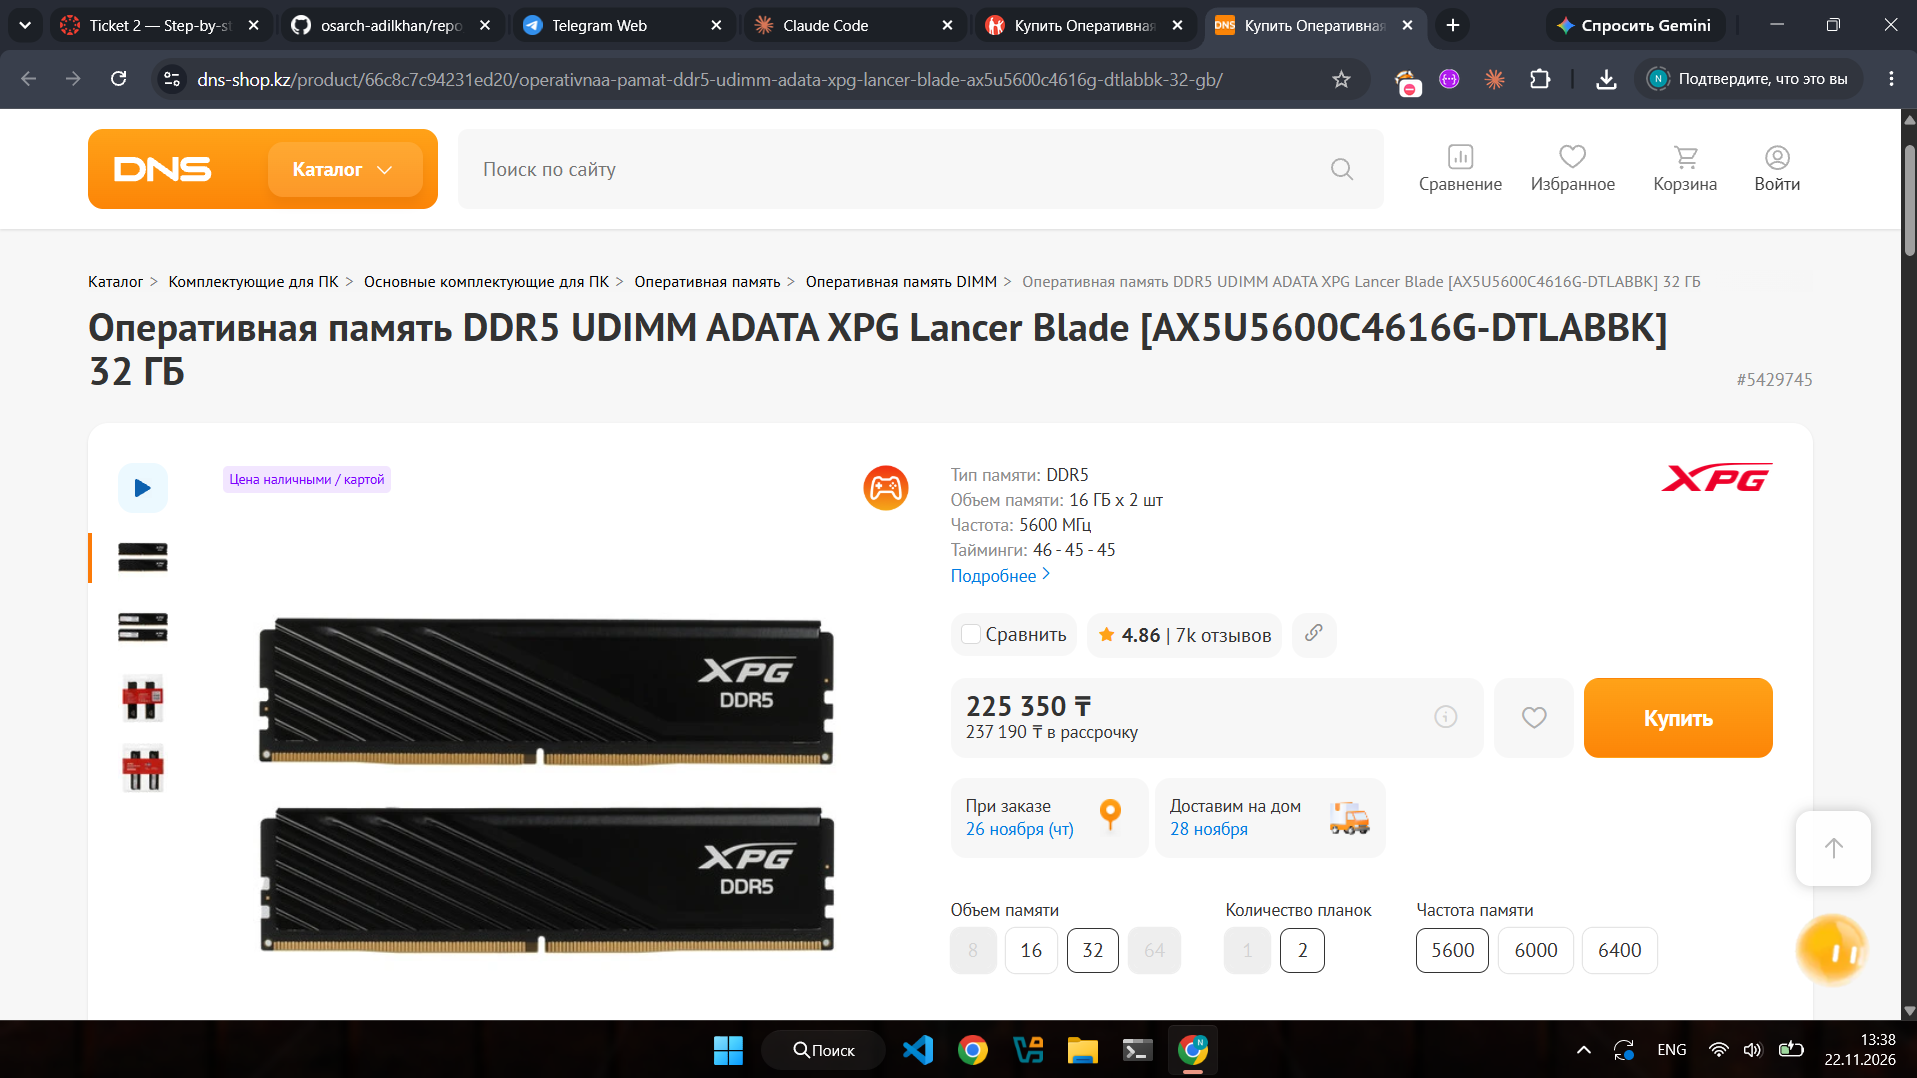 Ticket 2 — Step-by-st
osarch-adilkhan/repo
Telegram Web
Claude Code
Купить Оперативная
Купить Оперативная
Спросить Gemini
dns-shop.kz/product/66c8c7c94231ed20/operativnaa-pamat-ddr5-udimm-adata-xpg-lancer-blade-ax5u5600c4616g-dtlabbk-32-gb/
N
Подтвердите, что это вы
DNS
Каталог
Поиск по сайту
Сравнение
Избранное
Корзина
Войти
Каталог > Комплектующие для ПК > Основные комплектующие для ПК > Оперативная память > Оперативная память DIMM > Оперативная память DDR5 UDIMM ADATA XPG Lancer Blade [AX5U5600C4616G-DTLABBK] 32 ГБ
Оперативная память DDR5 UDIMM ADATA XPG Lancer Blade [AX5U5600C4616G-DTLABBK]
32 ГБ
#5429745
Цена наличными / картой
XPG
DDR5
XPG
DDR5
Тип памяти: DDR5
Объем памяти: 16 ГБ x 2 шт
Частота: 5600 МГц
Тайминги: 46 - 45 - 45
Подробнее
XPG
Сравнить
4.86 | 7k отзывов
225 350 ₸
237 190 ₸ в рассрочку
Купить
При заказе
26 ноября (чт)
Доставим на дом
28 ноября
Объем памяти
8 16 32 64
Количество планок
1 2
Частота памяти
5600 6000 6400
Поиск
ENG
13:38
22.11.2026